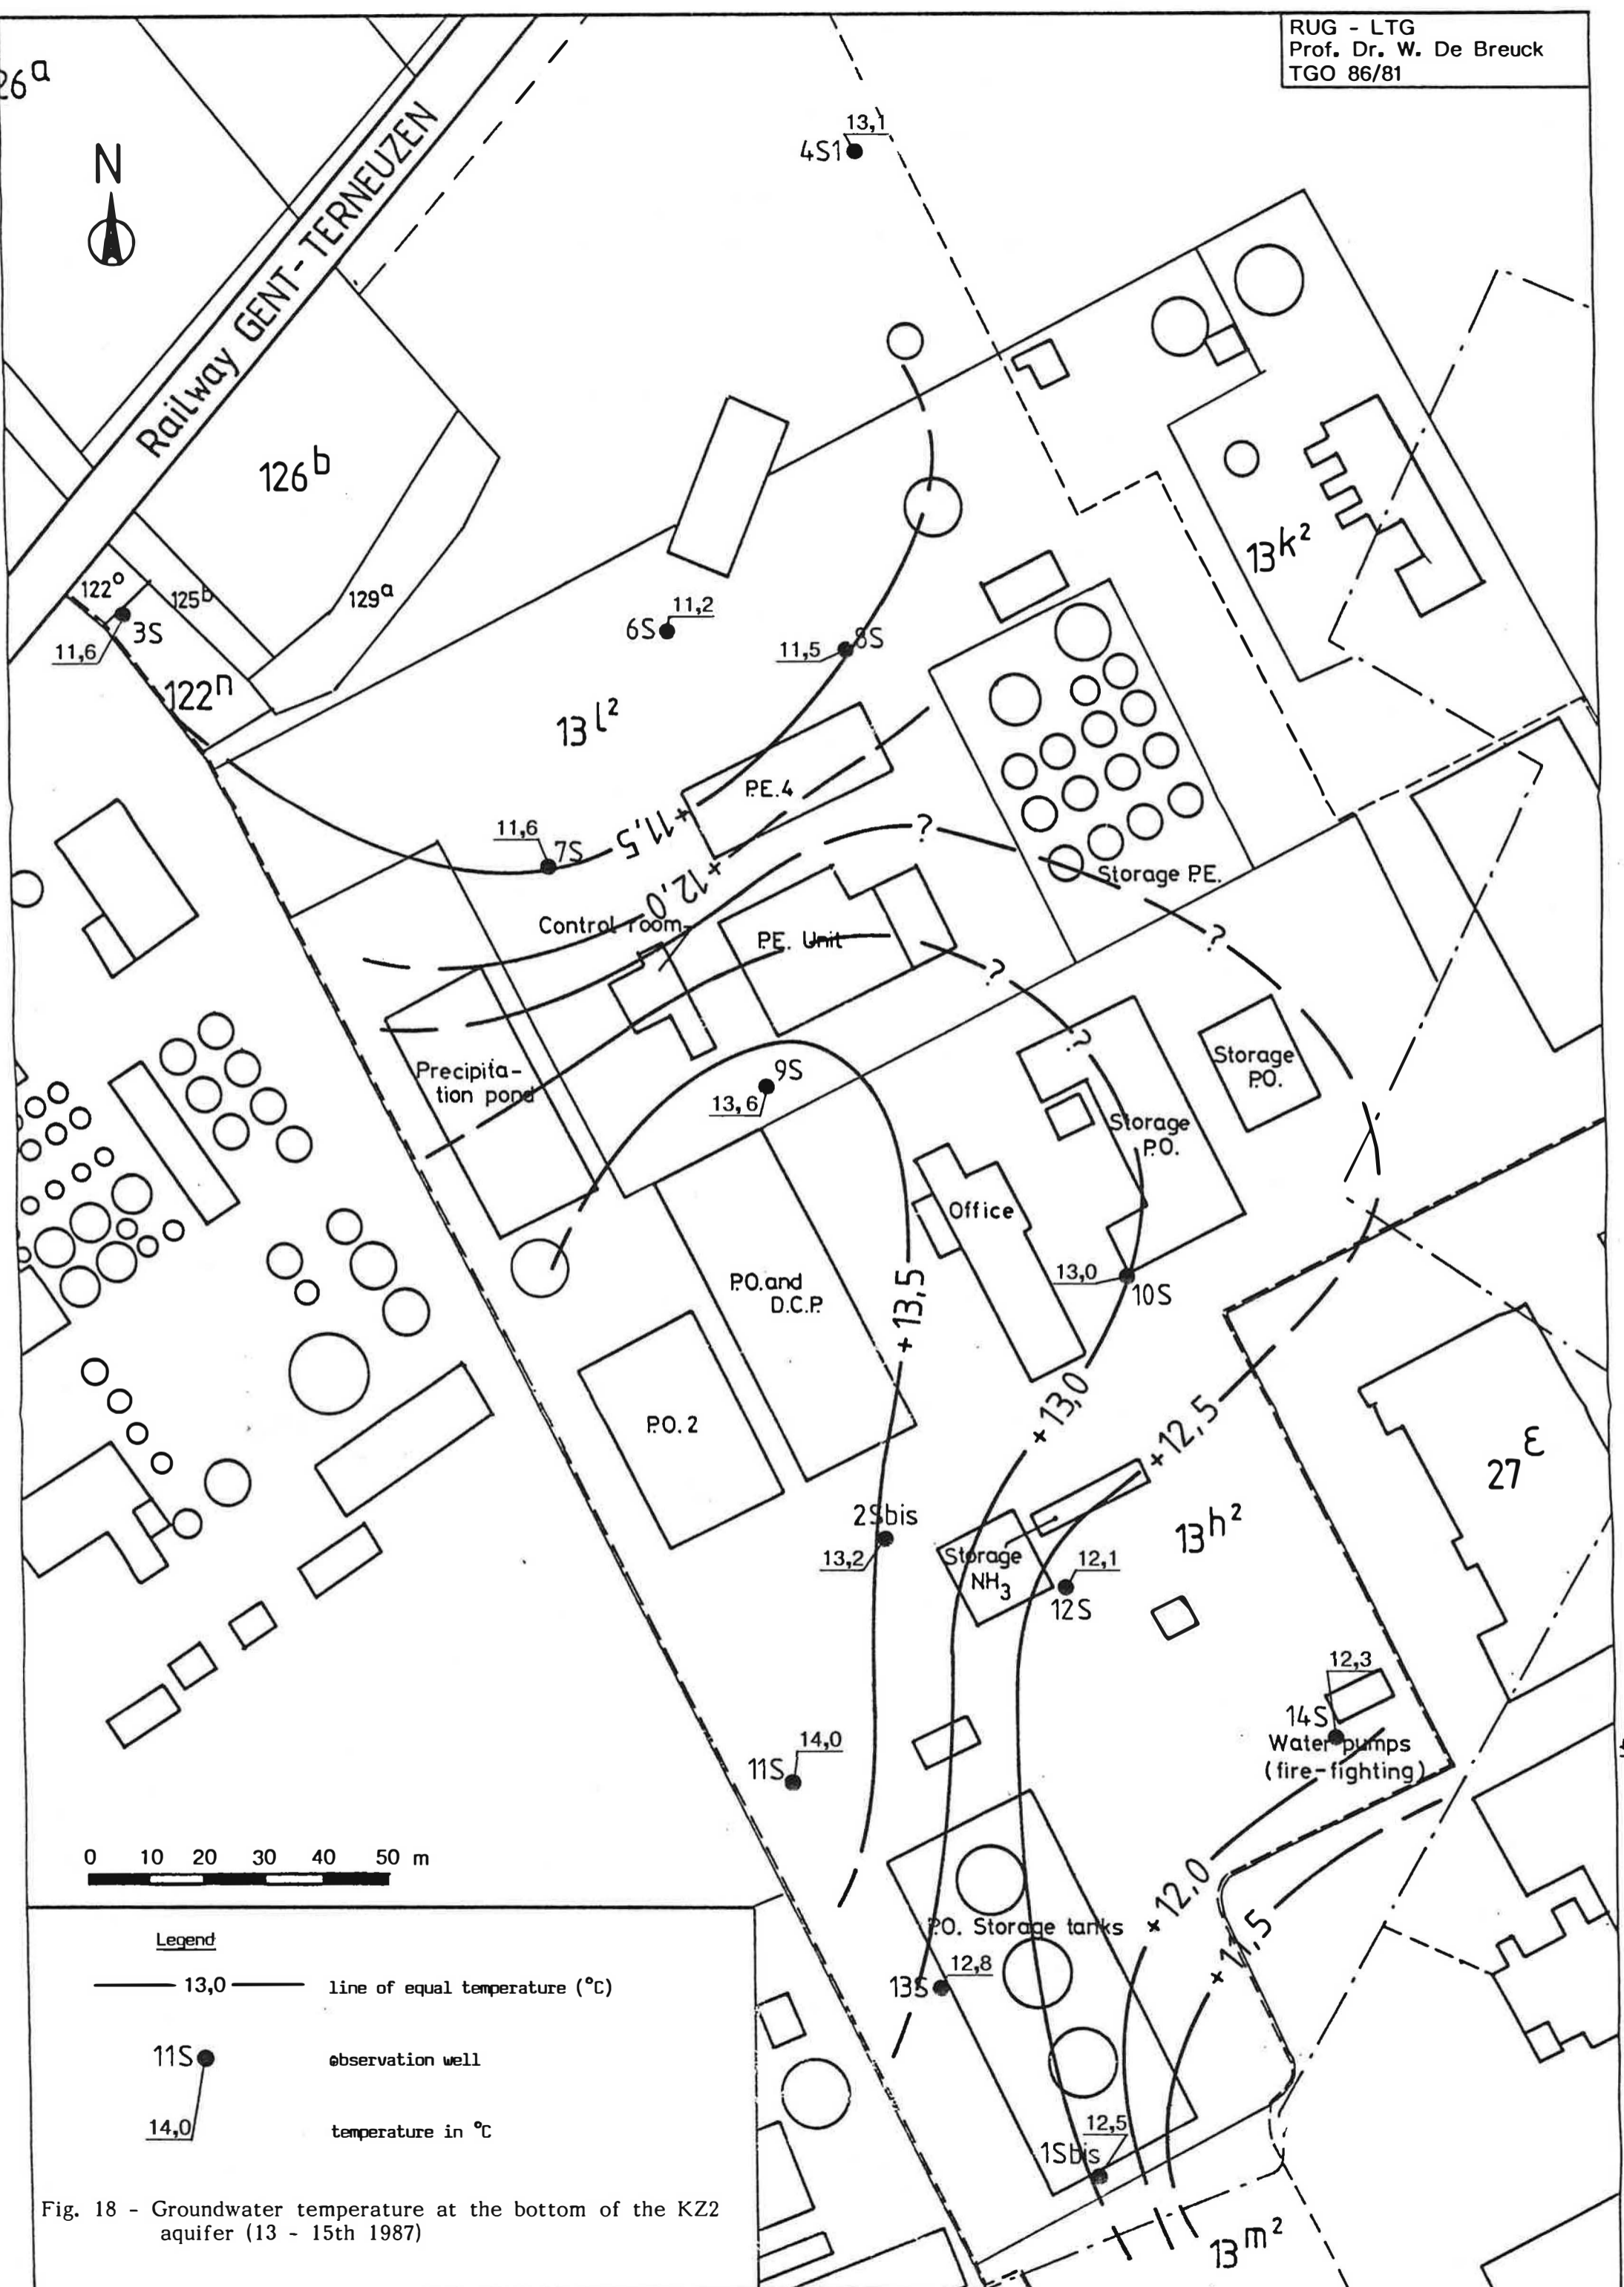 RUG - LTG
Prof. Dr. W. De Breuck
TGO 86/81
26a
N
Railway GENT-TERNEUZEN
13,1
4S1
126b
13k²
122o
125b
129a
3S
11,6
122n
6S
11,2
11,5
8S
13l²
P.E.4
11,6
7S
+11,5
+12,0
?
Storage P.E.
Control room
P.E. Unit
?
?
?
Precipita-
tion pond
9S
13,6
Storage
P.O.
Storage
P.O.
Office
13,0
10S
P.O. and
D.C.P.
+13,5
P.O. 2
+13,0
+12,5
27ε
2Sbis
13,2
Storage
NH3
12,1
12S
13h²
12,3
14S
Water pumps
(fire-fighting)
14,0
11S
0 10 20 30 40 50 m
+12,0
+11,5
P.O. Storage tanks
13S
12,8
12,5
1Sbis
13m²
Legend
13,0
line of equal temperature (°C)
11S
observation well
14,0
temperature in °C
Fig. 18 - Groundwater temperature at the bottom of the KZ2
aquifer (13 - 15th 1987)